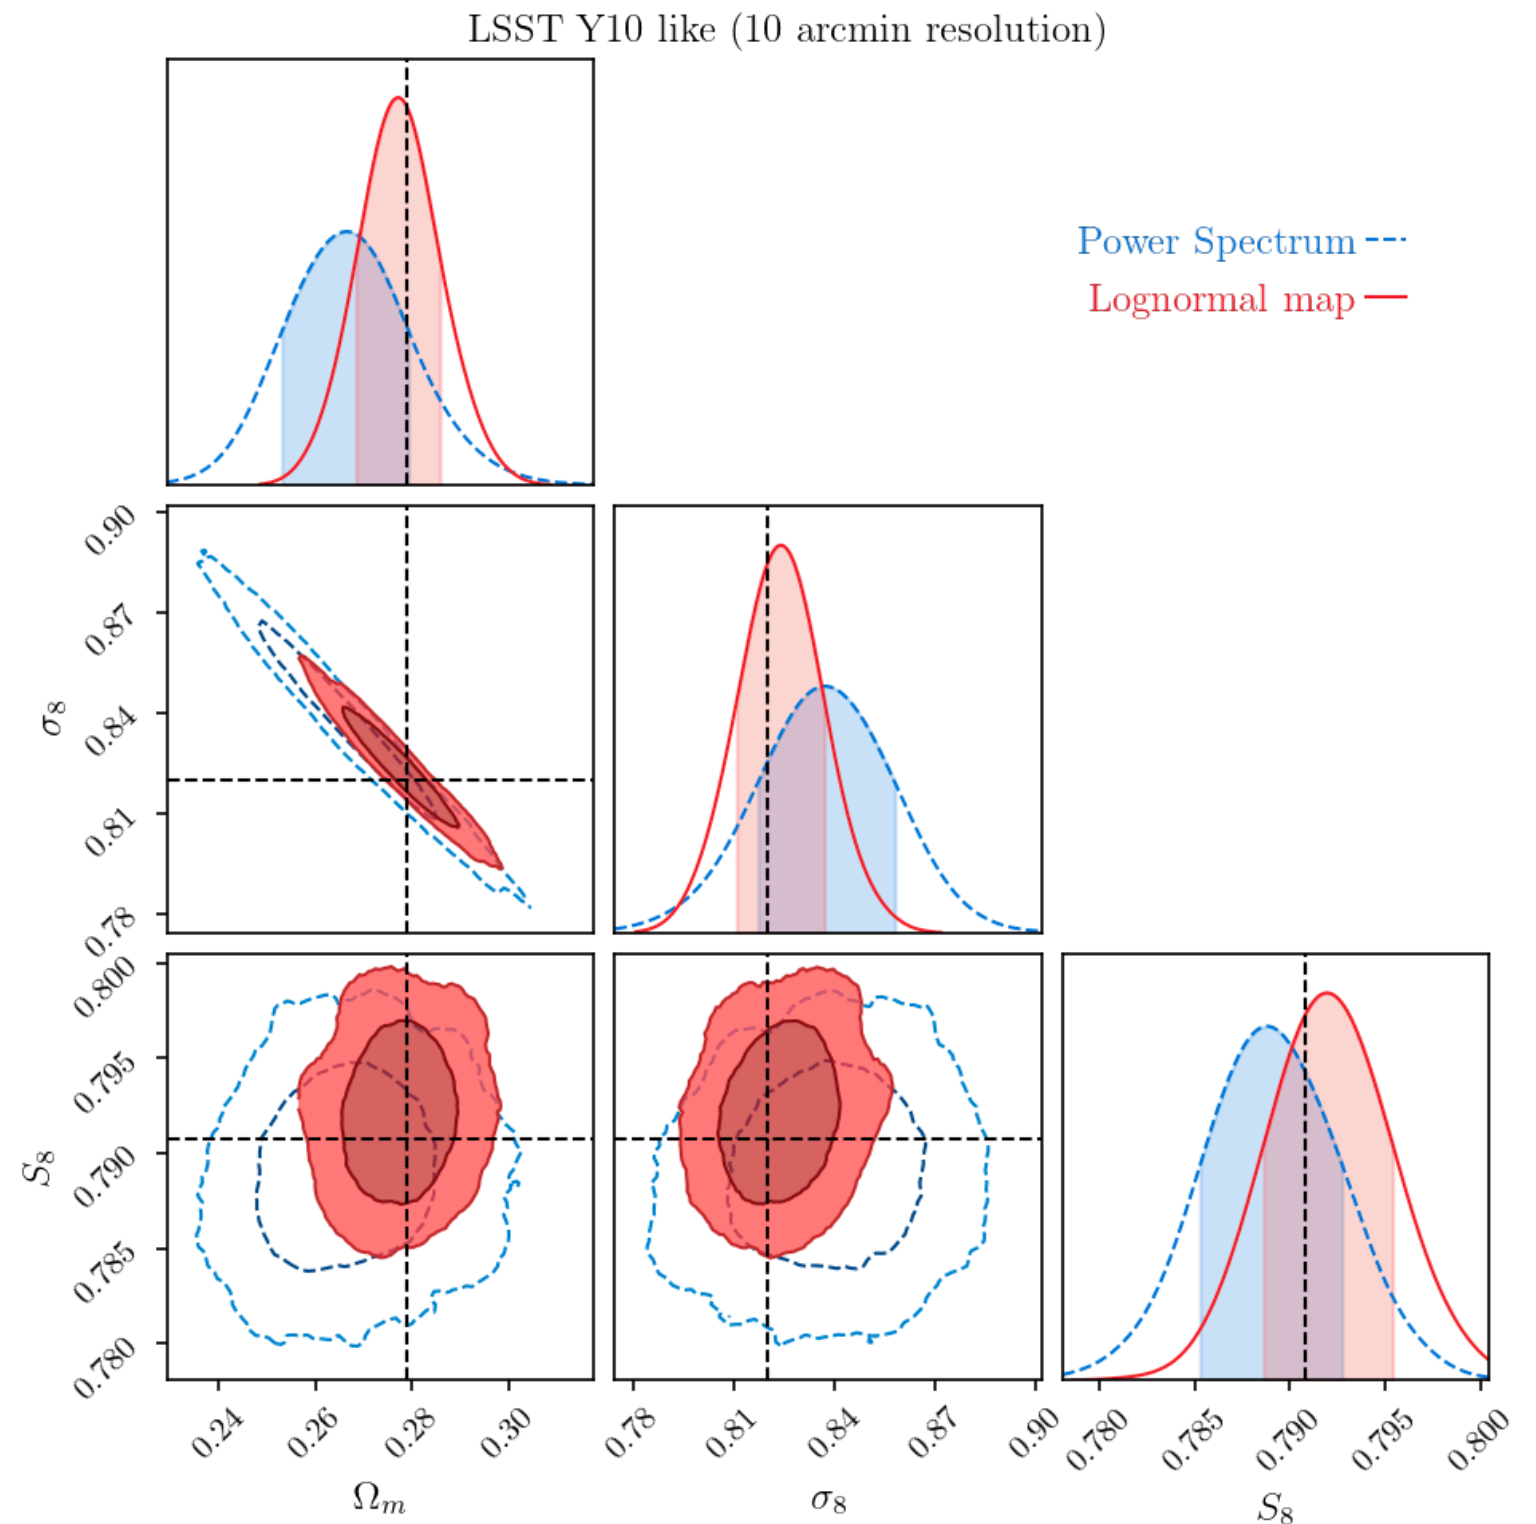 LSST Y10 like (10 arcmin resolution)
Power Spectrum
Lognormal map
0.90
0.87
0.84
0.81
0.78
σ₈
0.800
0.795
0.790
0.785
0.780
S₈
0.24 0.26 0.28 0.30
0.78 0.81 0.84 0.87 0.90
0.780 0.785 0.790 0.795 0.800
Ωₘ σ₈ S₈